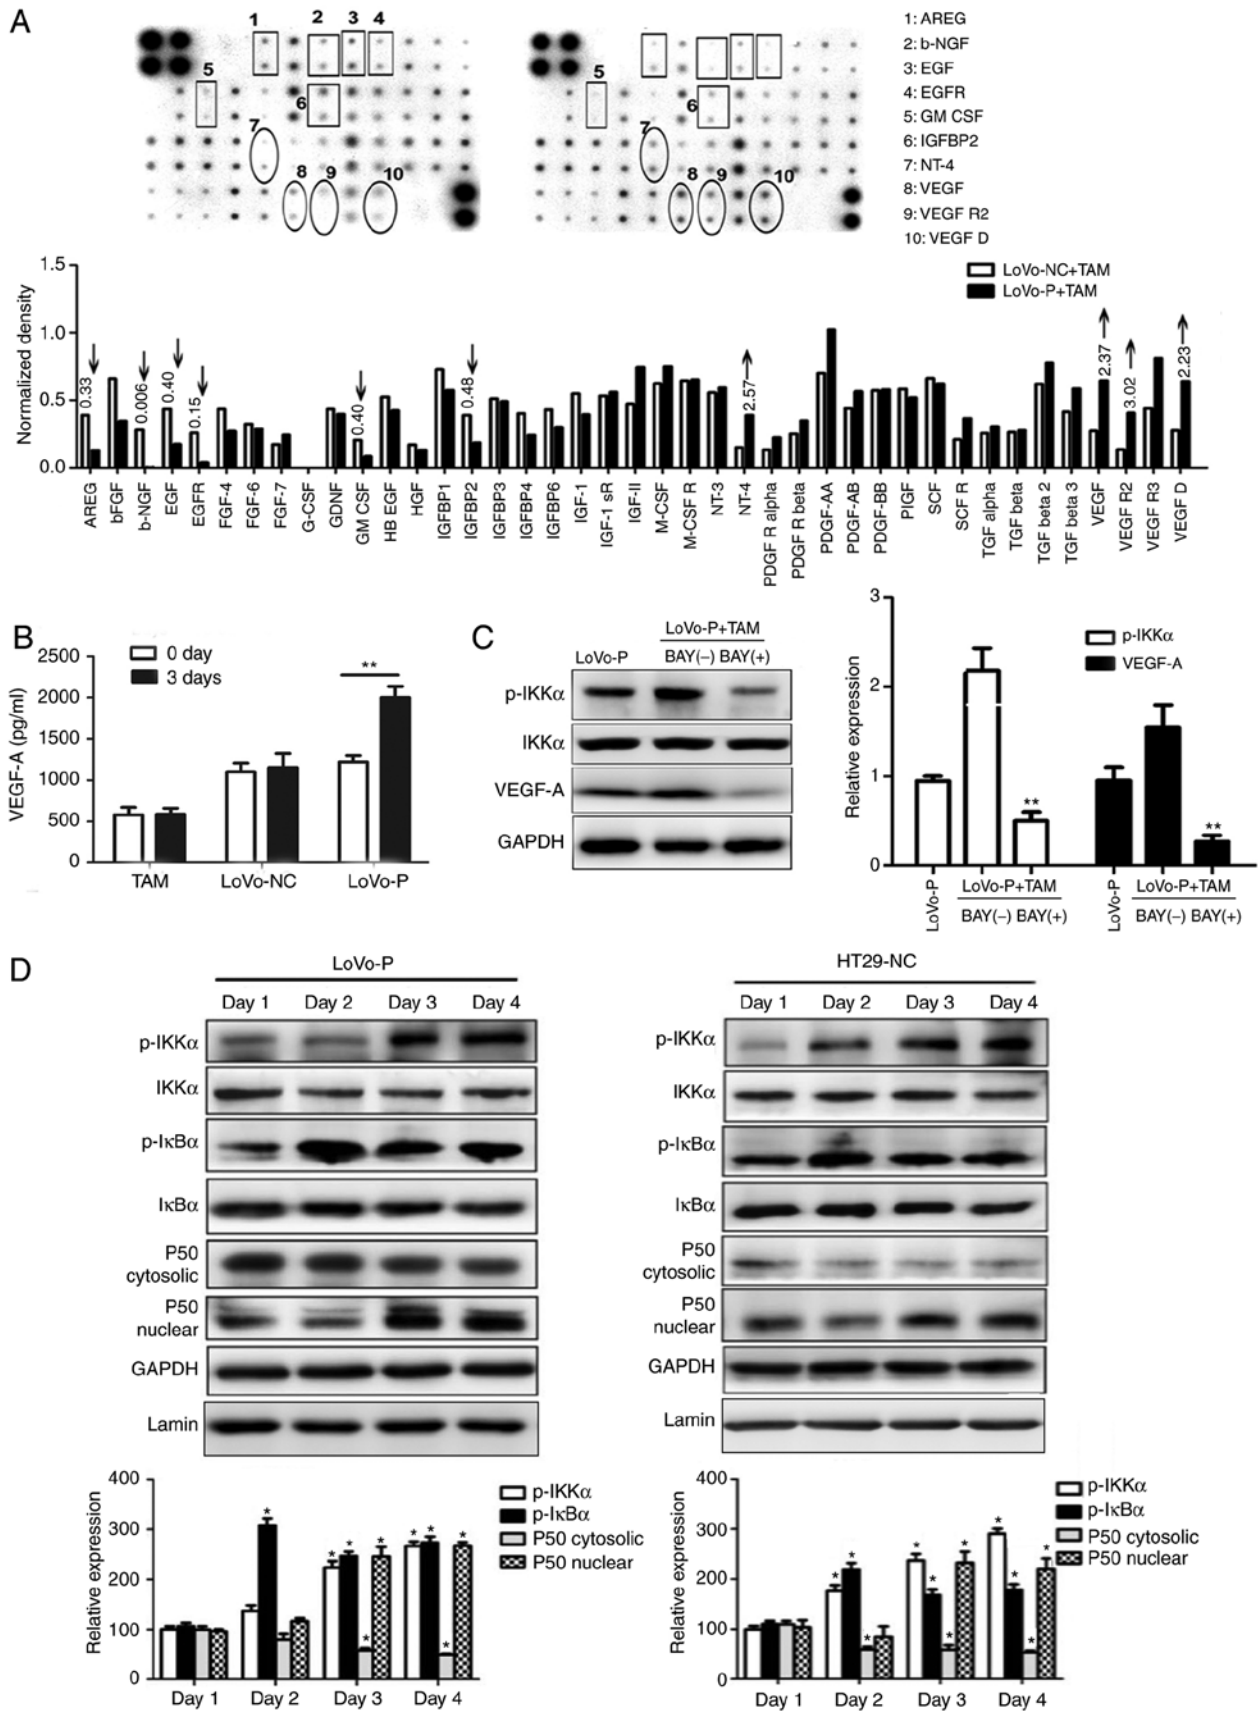 A
1 2 3 4
5
6
7
8 9 10
5
6
7
8 9 10
1: AREG
2: b-NGF
3: EGF
4: EGFR
5: GM CSF
6: IGFBP2
7: NT-4
8: VEGF
9: VEGF R2
10: VEGF D
Normalized density
1.5
1.0
0.5
0.0
LoVo-NC+TAM
LoVo-P+TAM
0.33
0.006
0.40
0.15
0.40
0.48
2.57
2.37
3.02
2.23
AREG
bFGF
b-NGF
EGF
EGFR
FGF-4
FGF-6
FGF-7
G-CSF
GDNF
GM CSF
HB EGF
HGF
IGFBP1
IGFBP2
IGFBP3
IGFBP4
IGFBP6
IGF-1
IGF-1 sR
IGF-II
M-CSF
M-CSF R
NT-3
NT-4
PDGF R alpha
PDGF R beta
PDGF-AA
PDGF-AB
PDGF-BB
PIGF
SCF
SCF R
TGF alpha
TGF beta
TGF beta 2
TGF beta 3
VEGF
VEGF R2
VEGF R3
VEGF D
B
VEGF-A (pg/ml)
2500
2000
1500
1000
500
0
0 day
3 days
**
TAM LoVo-NC LoVo-P
C
LoVo-P+TAM
LoVo-P BAY(−) BAY(+)
p-IKKα
IKKα
VEGF-A
GAPDH
Relative expression
3
2
1
0
p-IKKα
VEGF-A
**
**
LoVo-P
LoVo-P+TAM
BAY(−) BAY(+)
LoVo-P
LoVo-P+TAM
BAY(−) BAY(+)
D
LoVo-P
Day 1 Day 2 Day 3 Day 4
p-IKKα
IKKα
p-IκBα
IκBα
P50
cytosolic
P50
nuclear
GAPDH
Lamin
HT29-NC
Day 1 Day 2 Day 3 Day 4
p-IKKα
IKKα
p-IκBα
IκBα
P50
cytosolic
P50
nuclear
GAPDH
Lamin
Relative expression
400
300
200
100
0
*
* * * *
* * * *
p-IKKα
p-IκBα
P50 cytosolic
P50 nuclear
Day 1 Day 2 Day 3 Day 4
Relative expression
400
300
200
100
0
* * *
* * * *
* * * *
p-IKKα
p-IκBα
P50 cytosolic
P50 nuclear
Day 1 Day 2 Day 3 Day 4